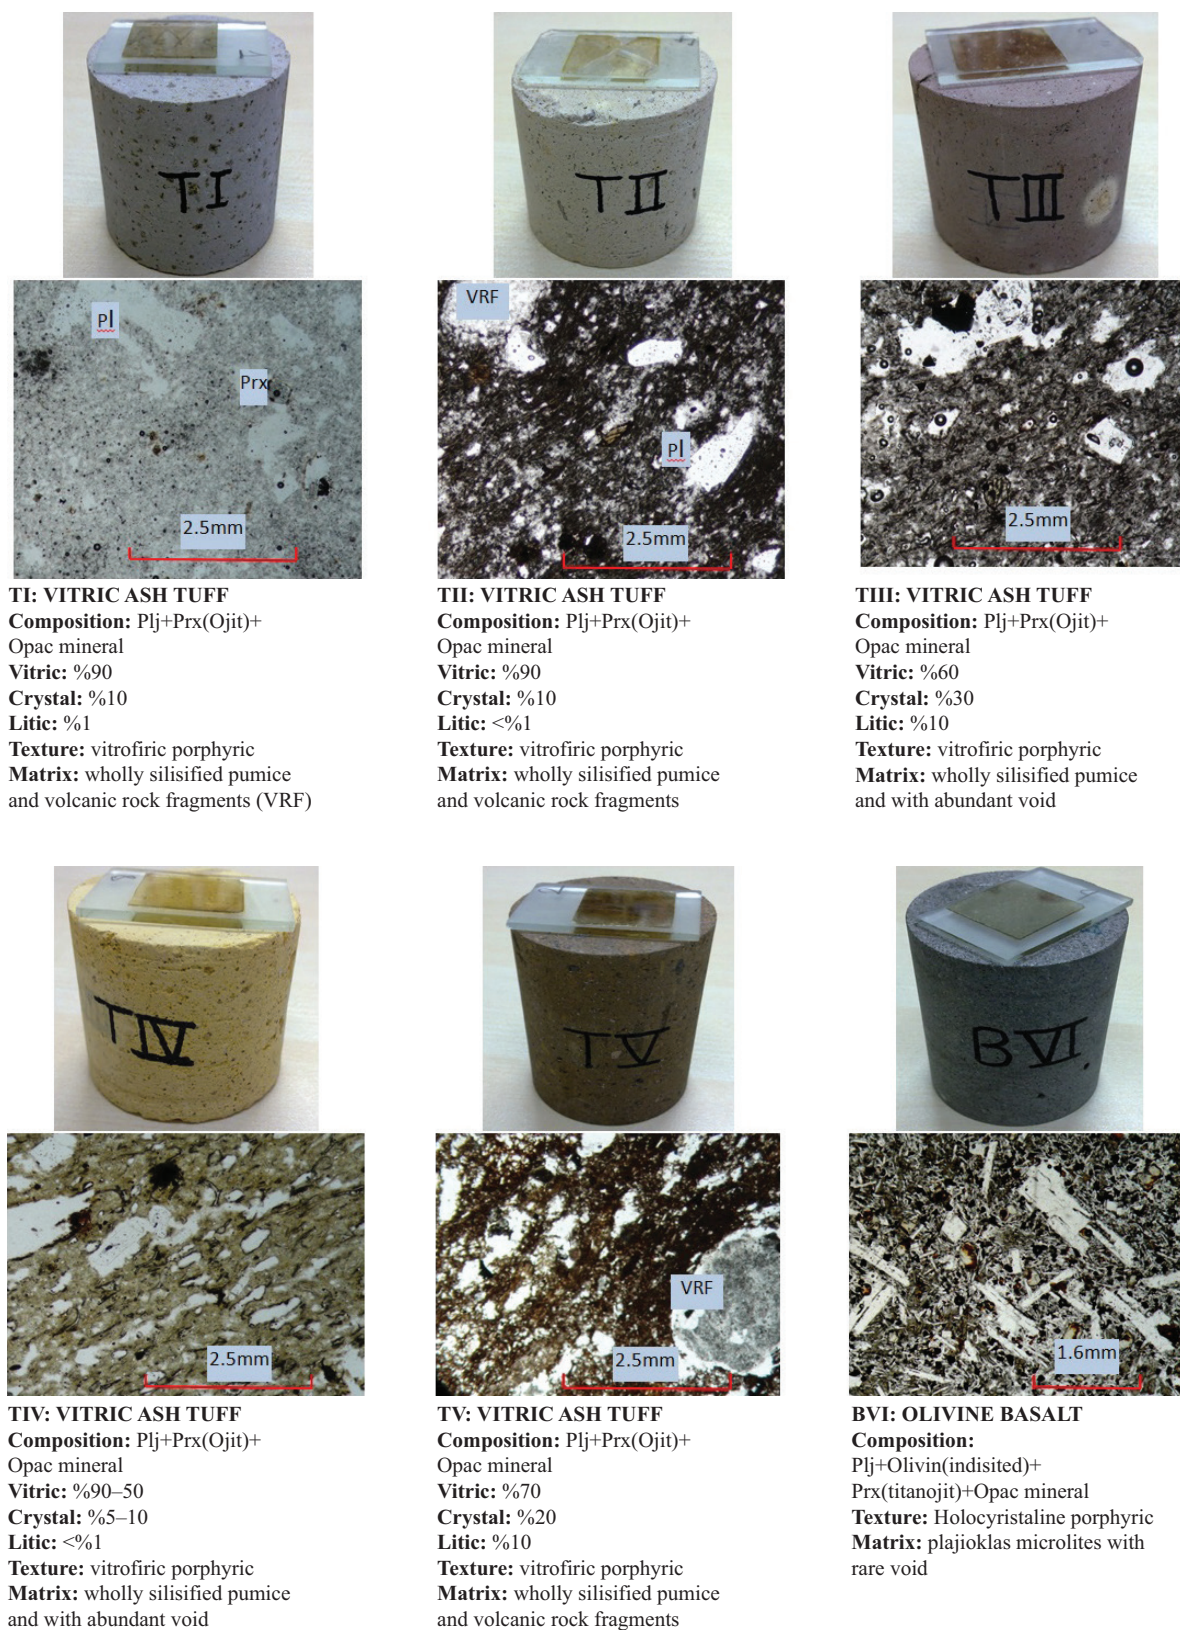 TI
TII
TIII
Pl
Prx
2.5mm
VRF
Pl
2.5mm
2.5mm
TI: VITRIC ASH TUFF
Composition: Plj+Prx(Ojit)+
Opac mineral
Vitric: %90
Crystal: %10
Litic: %1
Texture: vitrofiric porphyric
Matrix: wholly silisified pumice
and volcanic rock fragments (VRF)
TII: VITRIC ASH TUFF
Composition: Plj+Prx(Ojit)+
Opac mineral
Vitric: %90
Crystal: %10
Litic: <%1
Texture: vitrofiric porphyric
Matrix: wholly silisified pumice
and volcanic rock fragments
TIII: VITRIC ASH TUFF
Composition: Plj+Prx(Ojit)+
Opac mineral
Vitric: %60
Crystal: %30
Litic: %10
Texture: vitrofiric porphyric
Matrix: wholly silisified pumice
and with abundant void
TIV
TV
BVI.
2.5mm
VRF
2.5mm
1.6mm
TIV: VITRIC ASH TUFF
Composition: Plj+Prx(Ojit)+
Opac mineral
Vitric: %90–50
Crystal: %5–10
Litic: <%1
Texture: vitrofiric porphyric
Matrix: wholly silisified pumice
and with abundant void
TV: VITRIC ASH TUFF
Composition: Plj+Prx(Ojit)+
Opac mineral
Vitric: %70
Crystal: %20
Litic: %10
Texture: vitrofiric porphyric
Matrix: wholly silisified pumice
and volcanic rock fragments
BVI: OLIVINE BASALT
Composition:
Plj+Olivin(indisited)+
Prx(titanojit)+Opac mineral
Texture: Holocyristaline porphyric
Matrix: plajioklas microlites with
rare void